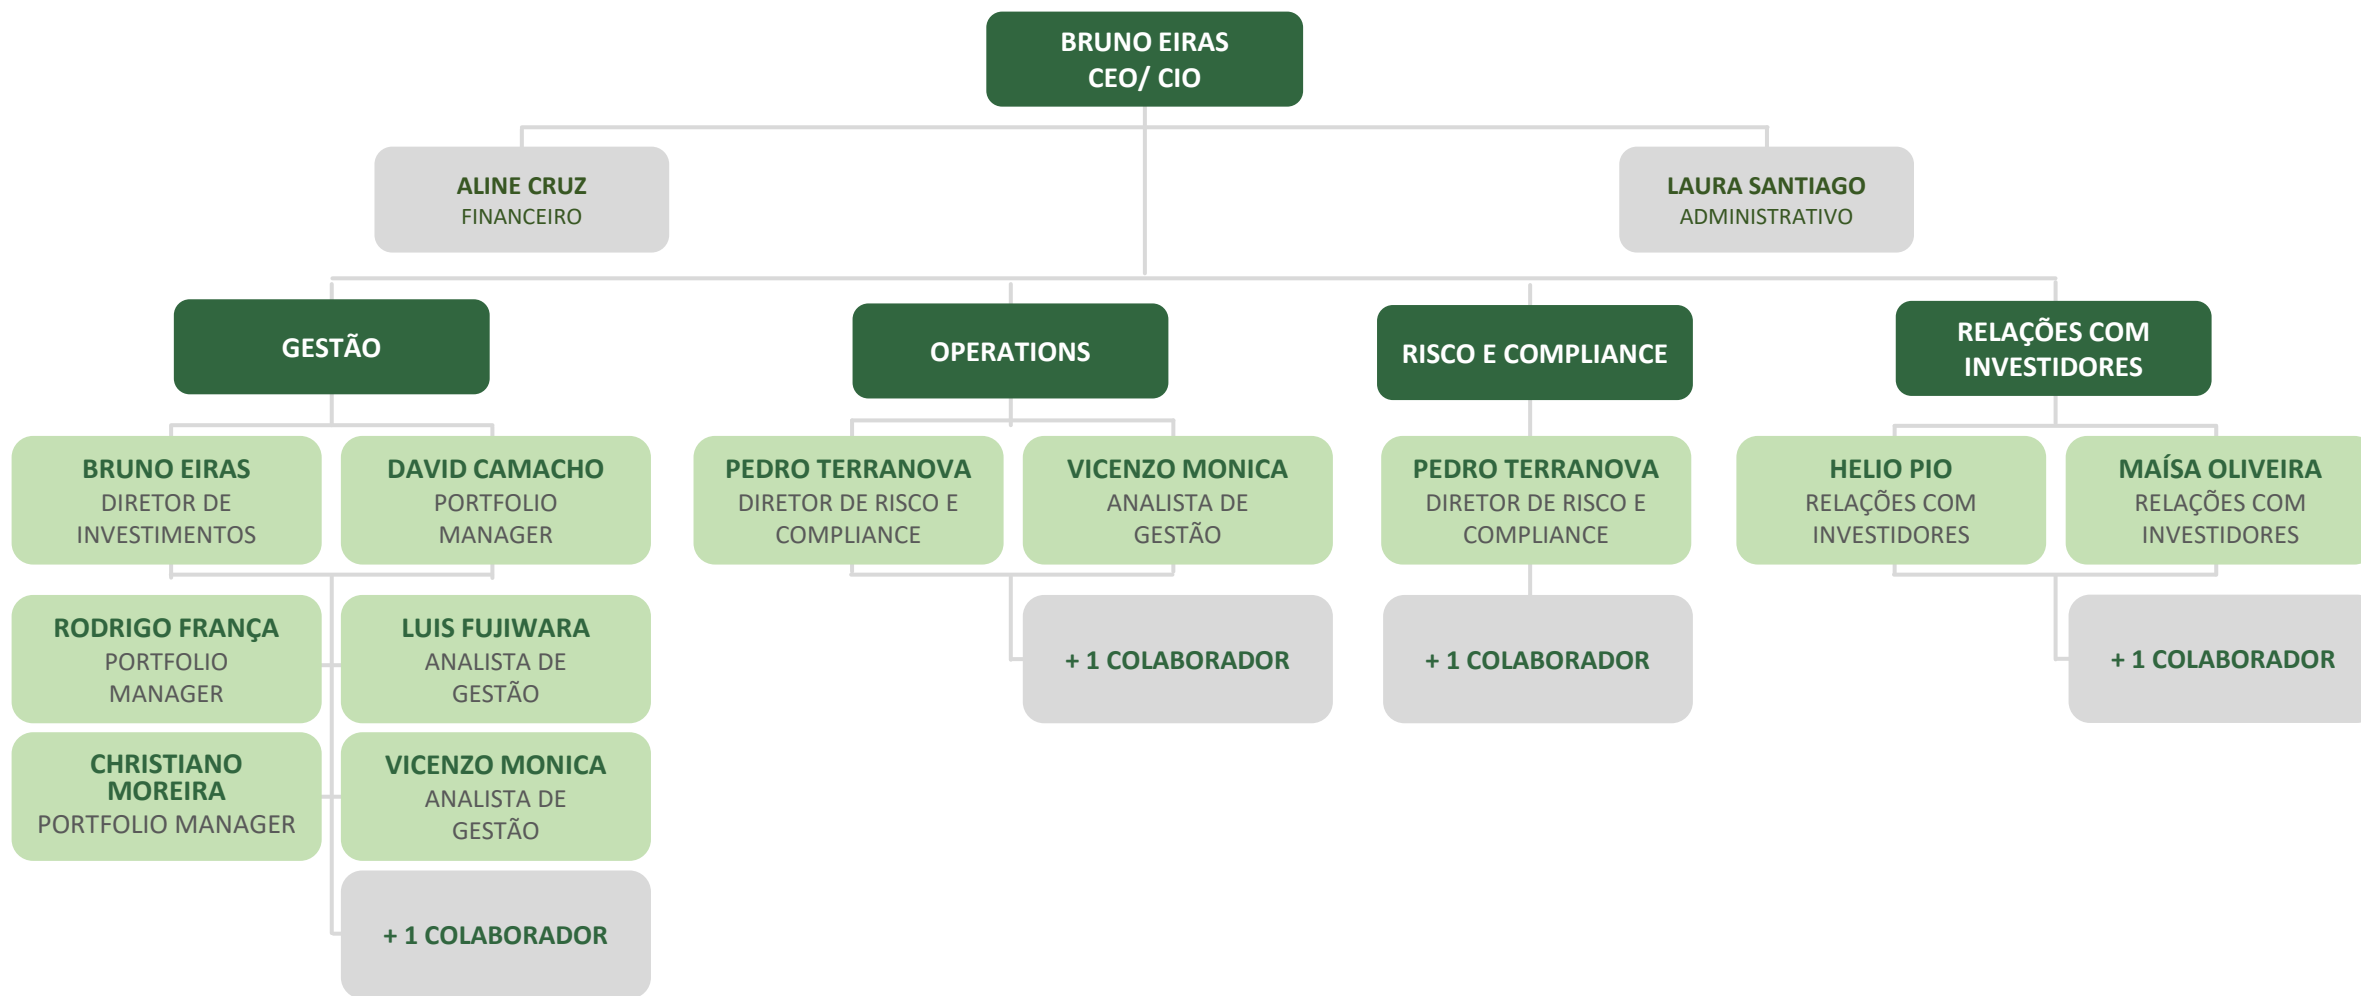 BRUNO EIRAS
CEO/ CIO
ALINE CRUZ
FINANCEIRO
LAURA SANTIAGO
ADMINISTRATIVO
GESTÃO
OPERATIONS
RISCO E COMPLIANCE
RELAÇÕES COM
INVESTIDORES
BRUNO EIRAS
DIRETOR DE
INVESTIMENTOS
DAVID CAMACHO
PORTFOLIO
MANAGER
PEDRO TERRANOVA
DIRETOR DE RISCO E
COMPLIANCE
VICENZO MONICA
ANALISTA DE
GESTÃO
PEDRO TERRANOVA
DIRETOR DE RISCO E
COMPLIANCE
HELIO PIO
RELAÇÕES COM
INVESTIDORES
MAÍSA OLIVEIRA
RELAÇÕES COM
INVESTIDORES
RODRIGO FRANÇA
PORTFOLIO
MANAGER
LUIS FUJIWARA
ANALISTA DE
GESTÃO
+ 1 COLABORADOR
+ 1 COLABORADOR
+ 1 COLABORADOR
CHRISTIANO
MOREIRA
PORTFOLIO MANAGER
VICENZO MONICA
ANALISTA DE
GESTÃO
+ 1 COLABORADOR